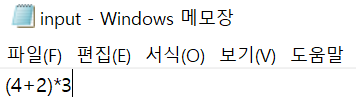 input - Windows 메모장
파일(F) 편집(E) 서식(O) 보기(V) 도움말
(4+2)*3